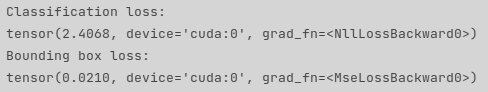 Classification loss:
tensor(2.4068, device='cuda:0', grad_fn=<NllLossBackward0>)
Bounding box loss:
tensor(0.0210, device='cuda:0', grad_fn=<MseLossBackward0>)